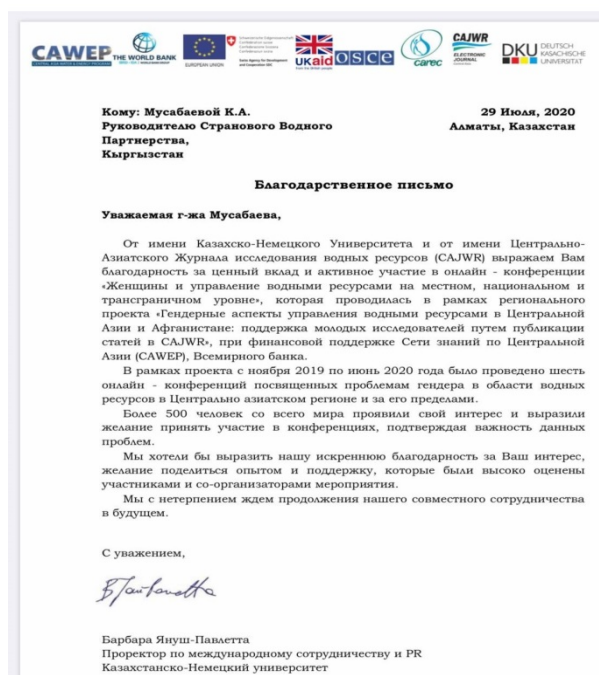 CAWEP
THE WORLD BANK
EUROPEAN UNION
UKaid
from the British people
OSCE
carec
CAJWR
ELECTRONIC
JOURNAL
DKU DEUTSCH
KASACHISCHE
UNIVERSITÄT
Кому: Мусабаевой К.А.
Руководителю Странового Водного
Партнерства,
Кыргызстан
29 Июля, 2020
Алматы, Казахстан
Благодарственное письмо
Уважаемая г-жа Мусабаева,
От имени Казахско-Немецкого Университета и от имени Центрально-
Азиатского Журнала исследования водных ресурсов (CAJWR) выражаем Вам
благодарность за ценный вклад и активное участие в онлайн - конференции
«Женщины и управление водными ресурсами на местном, национальном и
трансграничном уровне», которая проводилась в рамках регионального
проекта «Гендерные аспекты управления водными ресурсами в Центральной
Азии и Афганистане: поддержка молодых исследователей путем публикации
статей в CAJWR», при финансовой поддержке Сети знаний по Центральной
Азии (CAWEP), Всемирного банка.
В рамках проекта с ноября 2019 по июнь 2020 года было проведено шесть
онлайн - конференций посвященных проблемам гендера в области водных
ресурсов в Центрально азиатском регионе и за его пределами.
Более 500 человек со всего мира проявили свой интерес и выразили
желание принять участие в конференциях, подтверждая важность данных
проблем.
Мы хотели бы выразить нашу искреннюю благодарность за Ваш интерес,
желание поделиться опытом и поддержку, которые были высоко оценены
участниками и со-организаторами мероприятия.
Мы с нетерпением ждем продолжения нашего совместного сотрудничества
в будущем.
С уважением,
Барбара Януш-Павлетта
Проректор по международному сотрудничеству и PR
Казахстанско-Немецкий университет